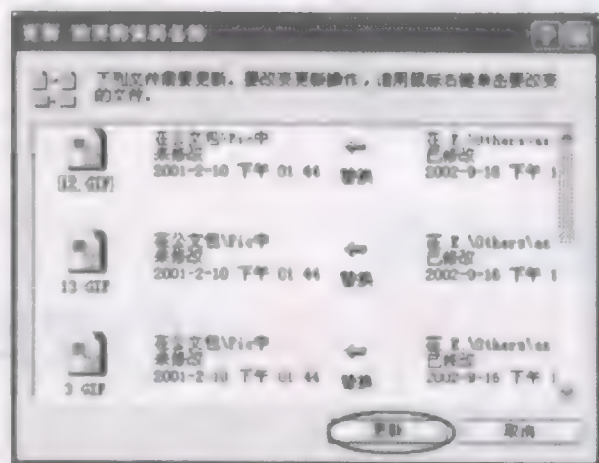 更新
下列文件需要更新。要改变更新操作，请用鼠标右键单击要改变
的文件。
12.GIF
在公文包\Pic中
未修改
2001-2-10 下午 01 44
替换
已修改
2002-9-16 下午 1
13 GIF
在公文包\Pic中
未修改
2001-2-10 下午 01 44
替换
在 E.\Others\as
已修改
2002-9-16 下午 1
3 GIF
在公文包\Pic中
未修改
2001-2-10 下午 01 44
替换
在 E.\Others\as
已修改
2002-9-16 下午 1
更新
取消